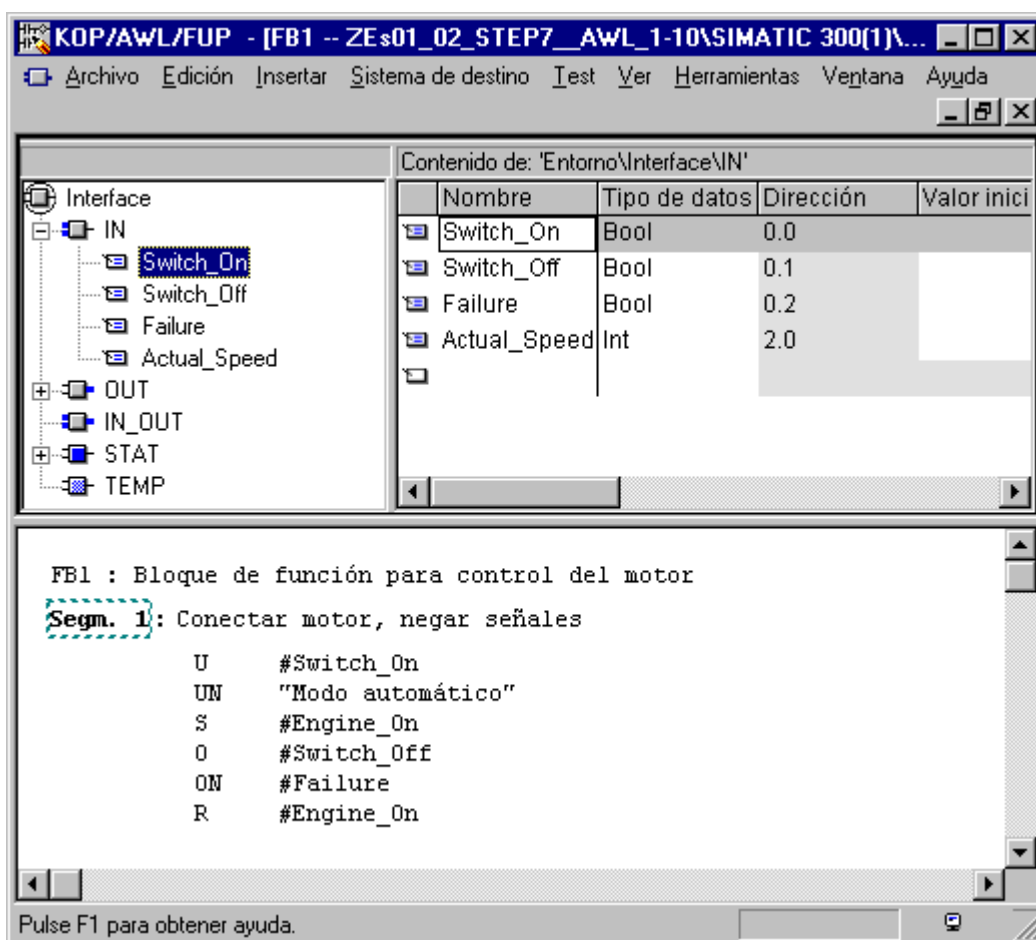 KOP/AWL/FUP - [FB1 -- ZEs01_02_STEP7__AWL_1-10\SIMATIC 300(1)\...
Archivo Edición Insertar Sistema de destino Test Ver Herramientas Ventana Ayuda
Contenido de: 'Entorno\Interface\IN'
Interface
IN
Switch_On
Switch_Off
Failure
Actual_Speed
OUT
IN_OUT
STAT
TEMP
Nombre Tipo de datos Dirección Valor inici
Switch_On Bool 0.0
Switch_Off Bool 0.1
Failure Bool 0.2
Actual_Speed Int 2.0
FB1 : Bloque de función para control del motor
Segm. 1: Conectar motor, negar señales
U #Switch_On
UN "Modo automático"
S #Engine_On
O #Switch_Off
ON #Failure
R #Engine_On
Pulse F1 para obtener ayuda.